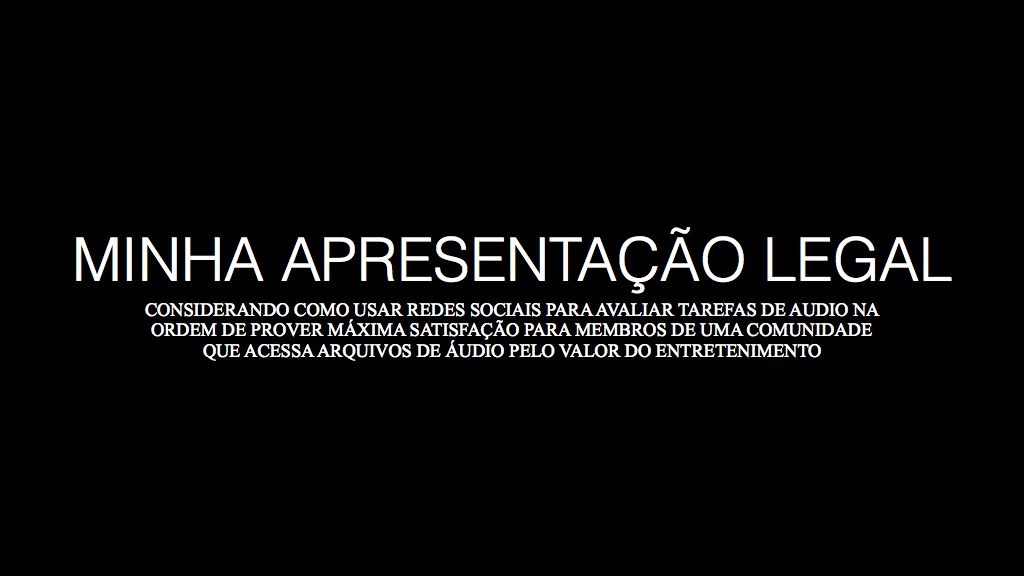 MINHA APRESENTAÇÃO LEGAL
CONSIDERANDO COMO USAR REDES SOCIAIS PARA AVALIAR TAREFAS DE AUDIO NA
ORDEM DE PROVER MÁXIMA SATISFAÇÃO PARA MEMBROS DE UMA COMUNIDADE
QUE ACESSA ARQUIVOS DE ÁUDIO PELO VALOR DO ENTRETENIMENTO